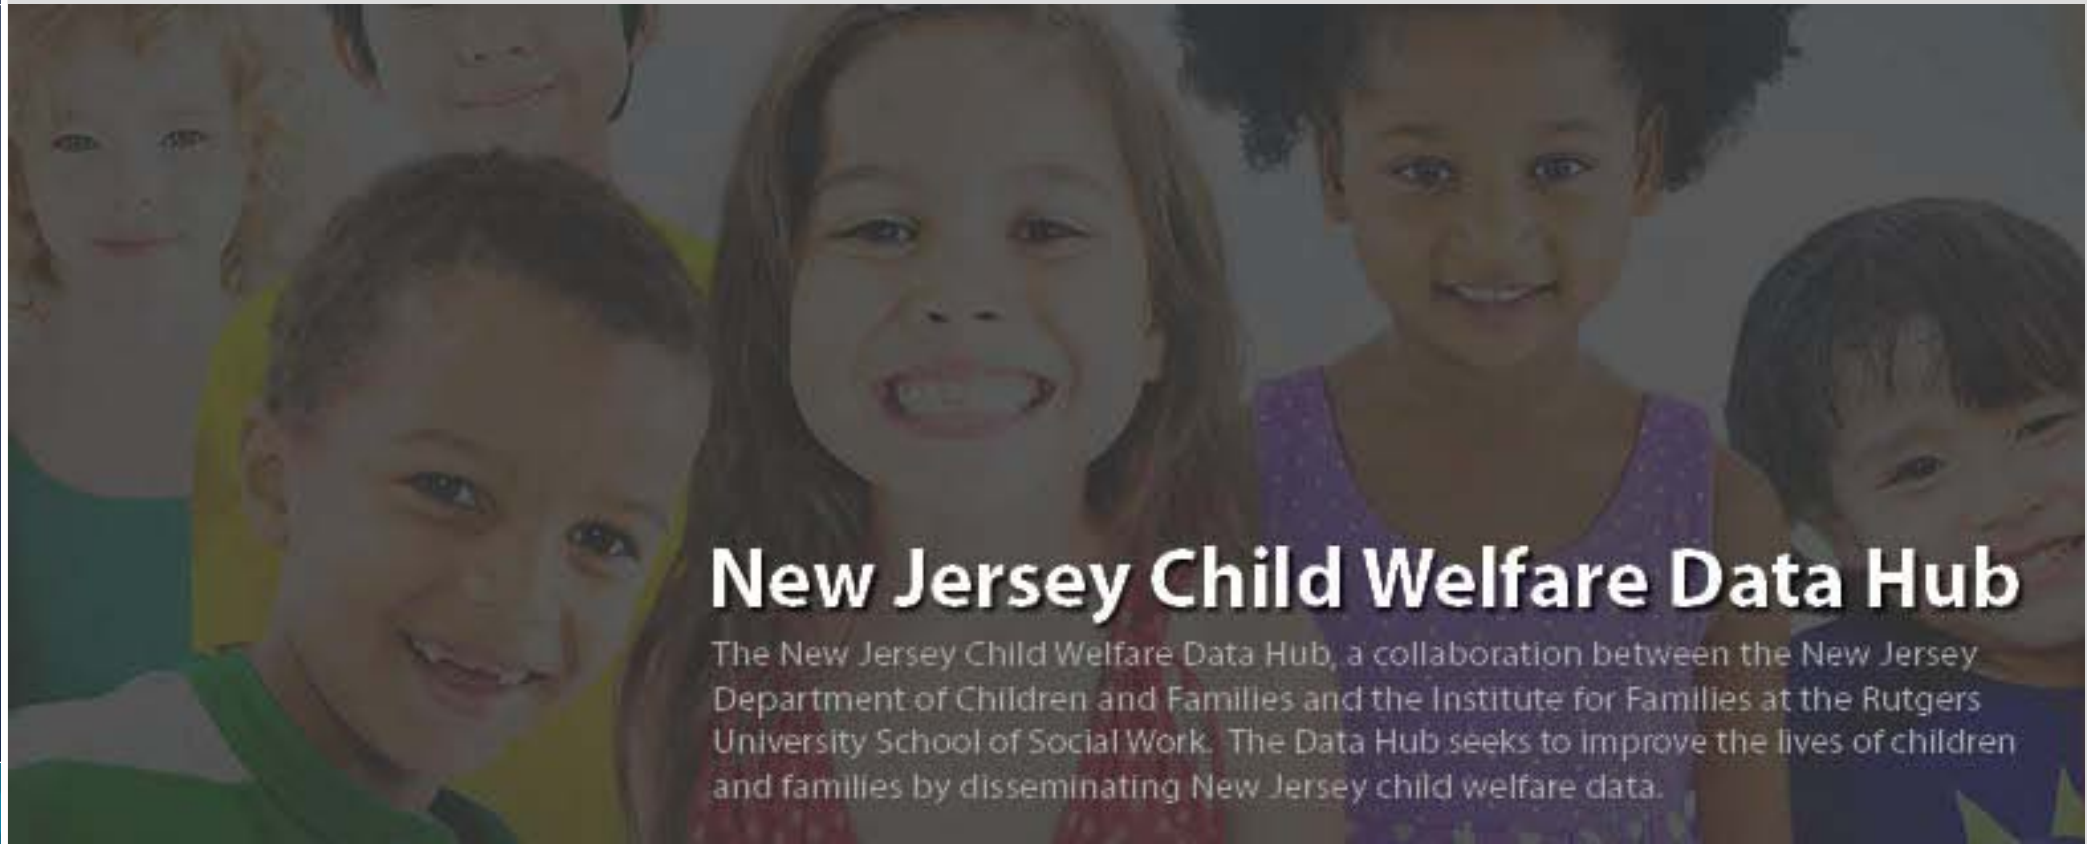 New Jersey Child Welfare Data Hub
The New Jersey Child Welfare Data Hub, a collaboration between the New Jersey
Department of Children and Families and the Institute for Families at the Rutgers
University School of Social Work.  The Data Hub seeks to improve the lives of children
and families by disseminating New Jersey child welfare data.